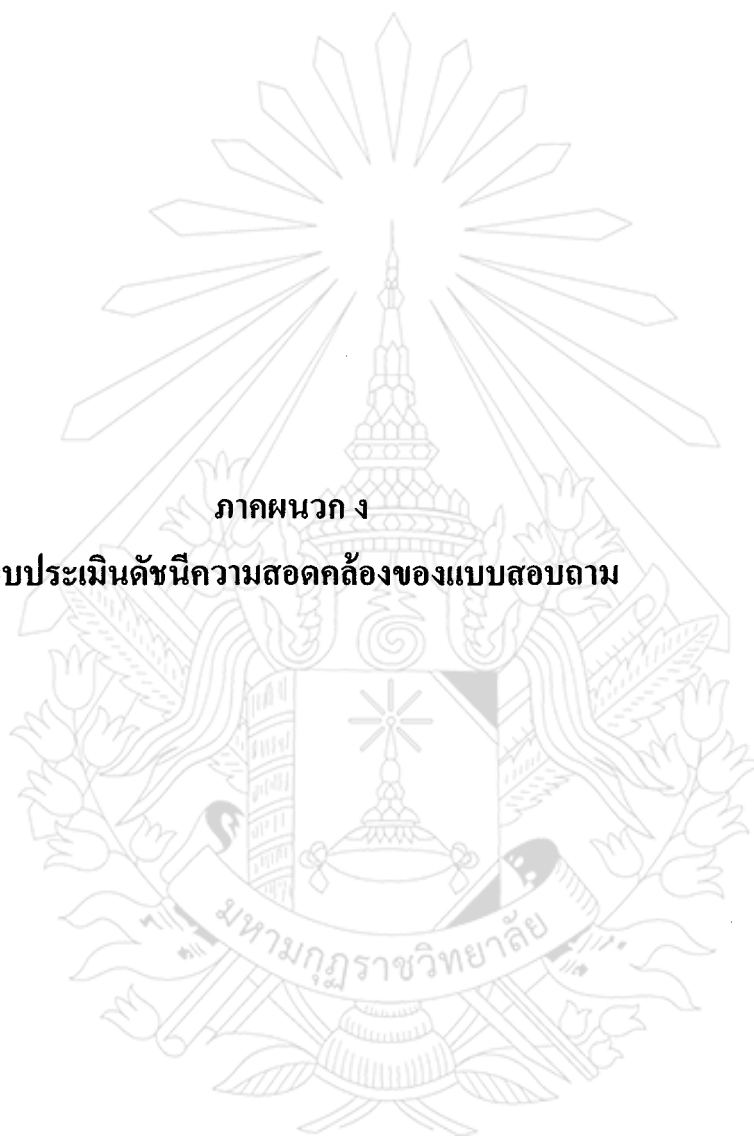 ภาคผนวก ง
บประเมินดัชนีความสอดคล้องของแบบสอบถาม
มหามกุฏราชวิทยาลัย